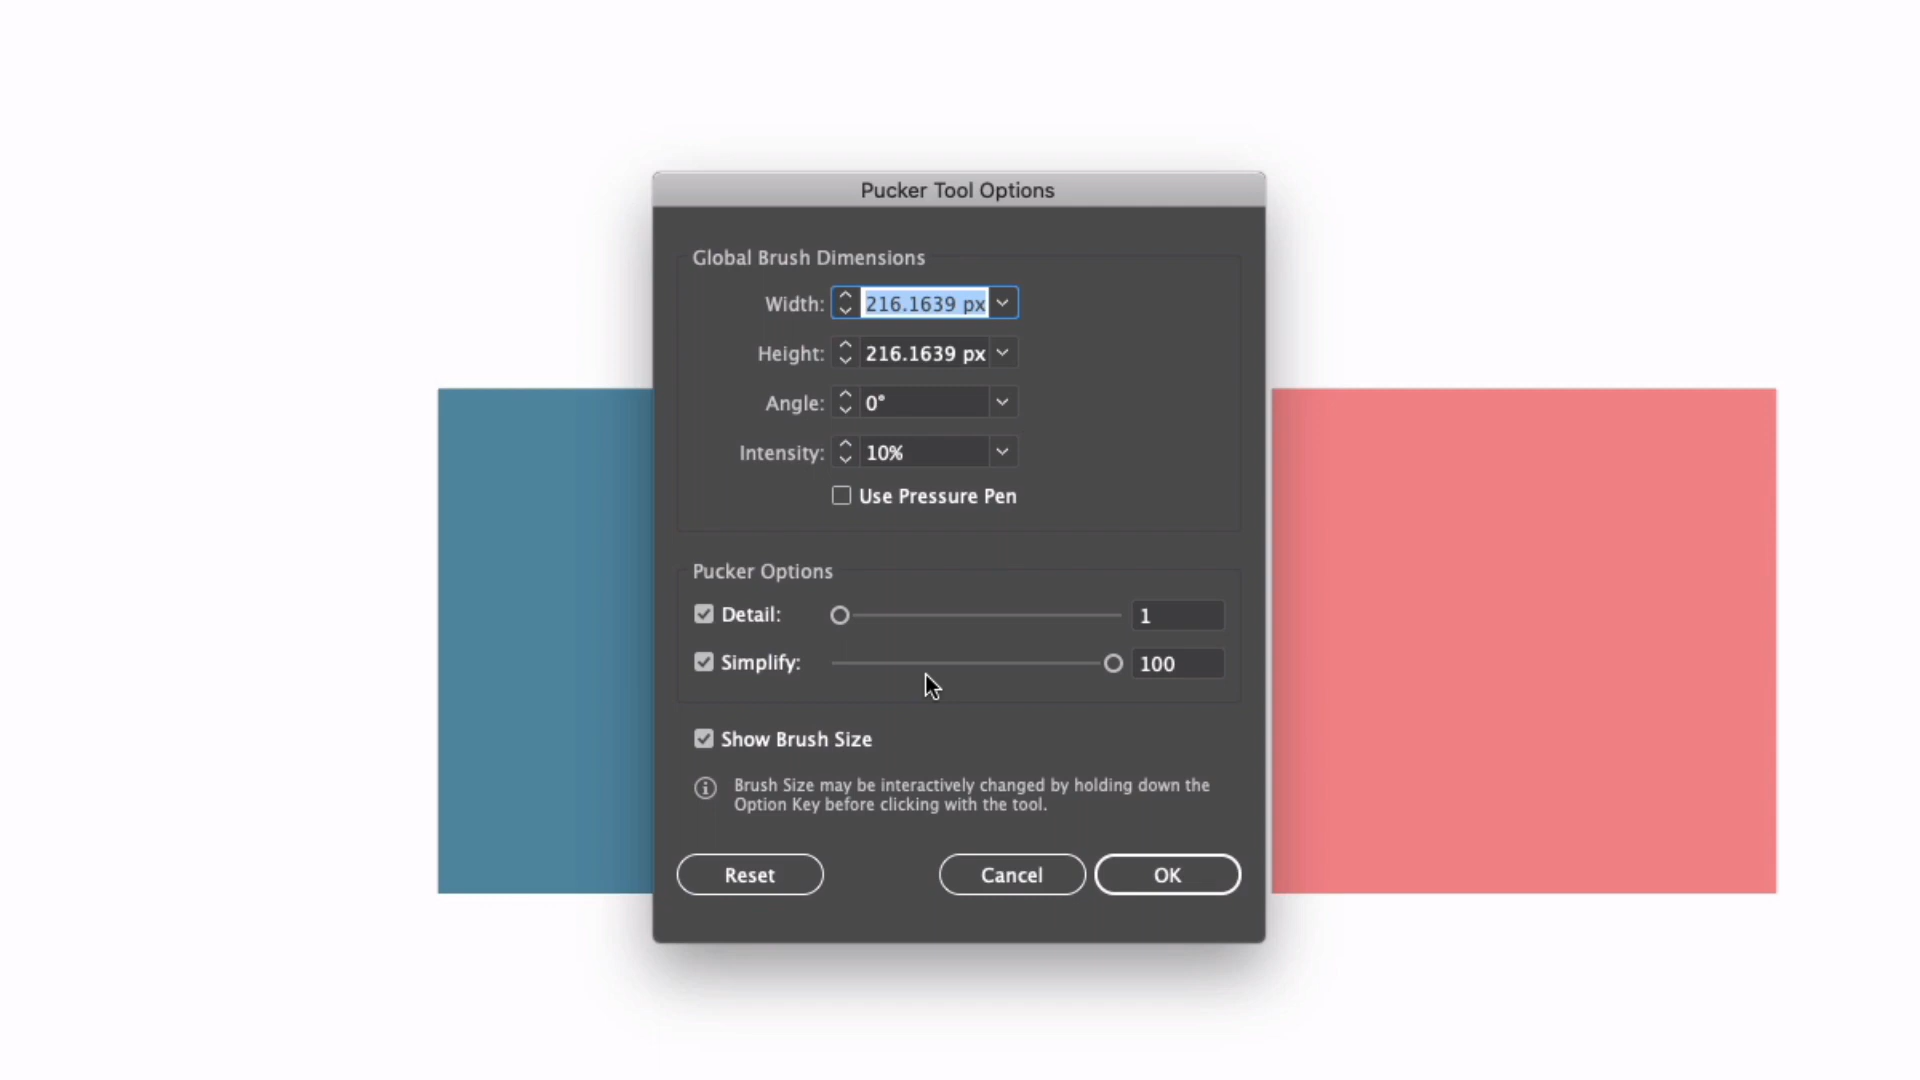 Pucker Tool Options
Global Brush Dimensions
Width: 216.1639 px
Height: 216.1639 px
Angle: 0°
Intensity: 10%
Use Pressure Pen
Pucker Options
Detail: 1
Simplify: 100
Show Brush Size
Brush Size may be interactively changed by holding down the
Option Key before clicking with the tool.
Reset Cancel OK